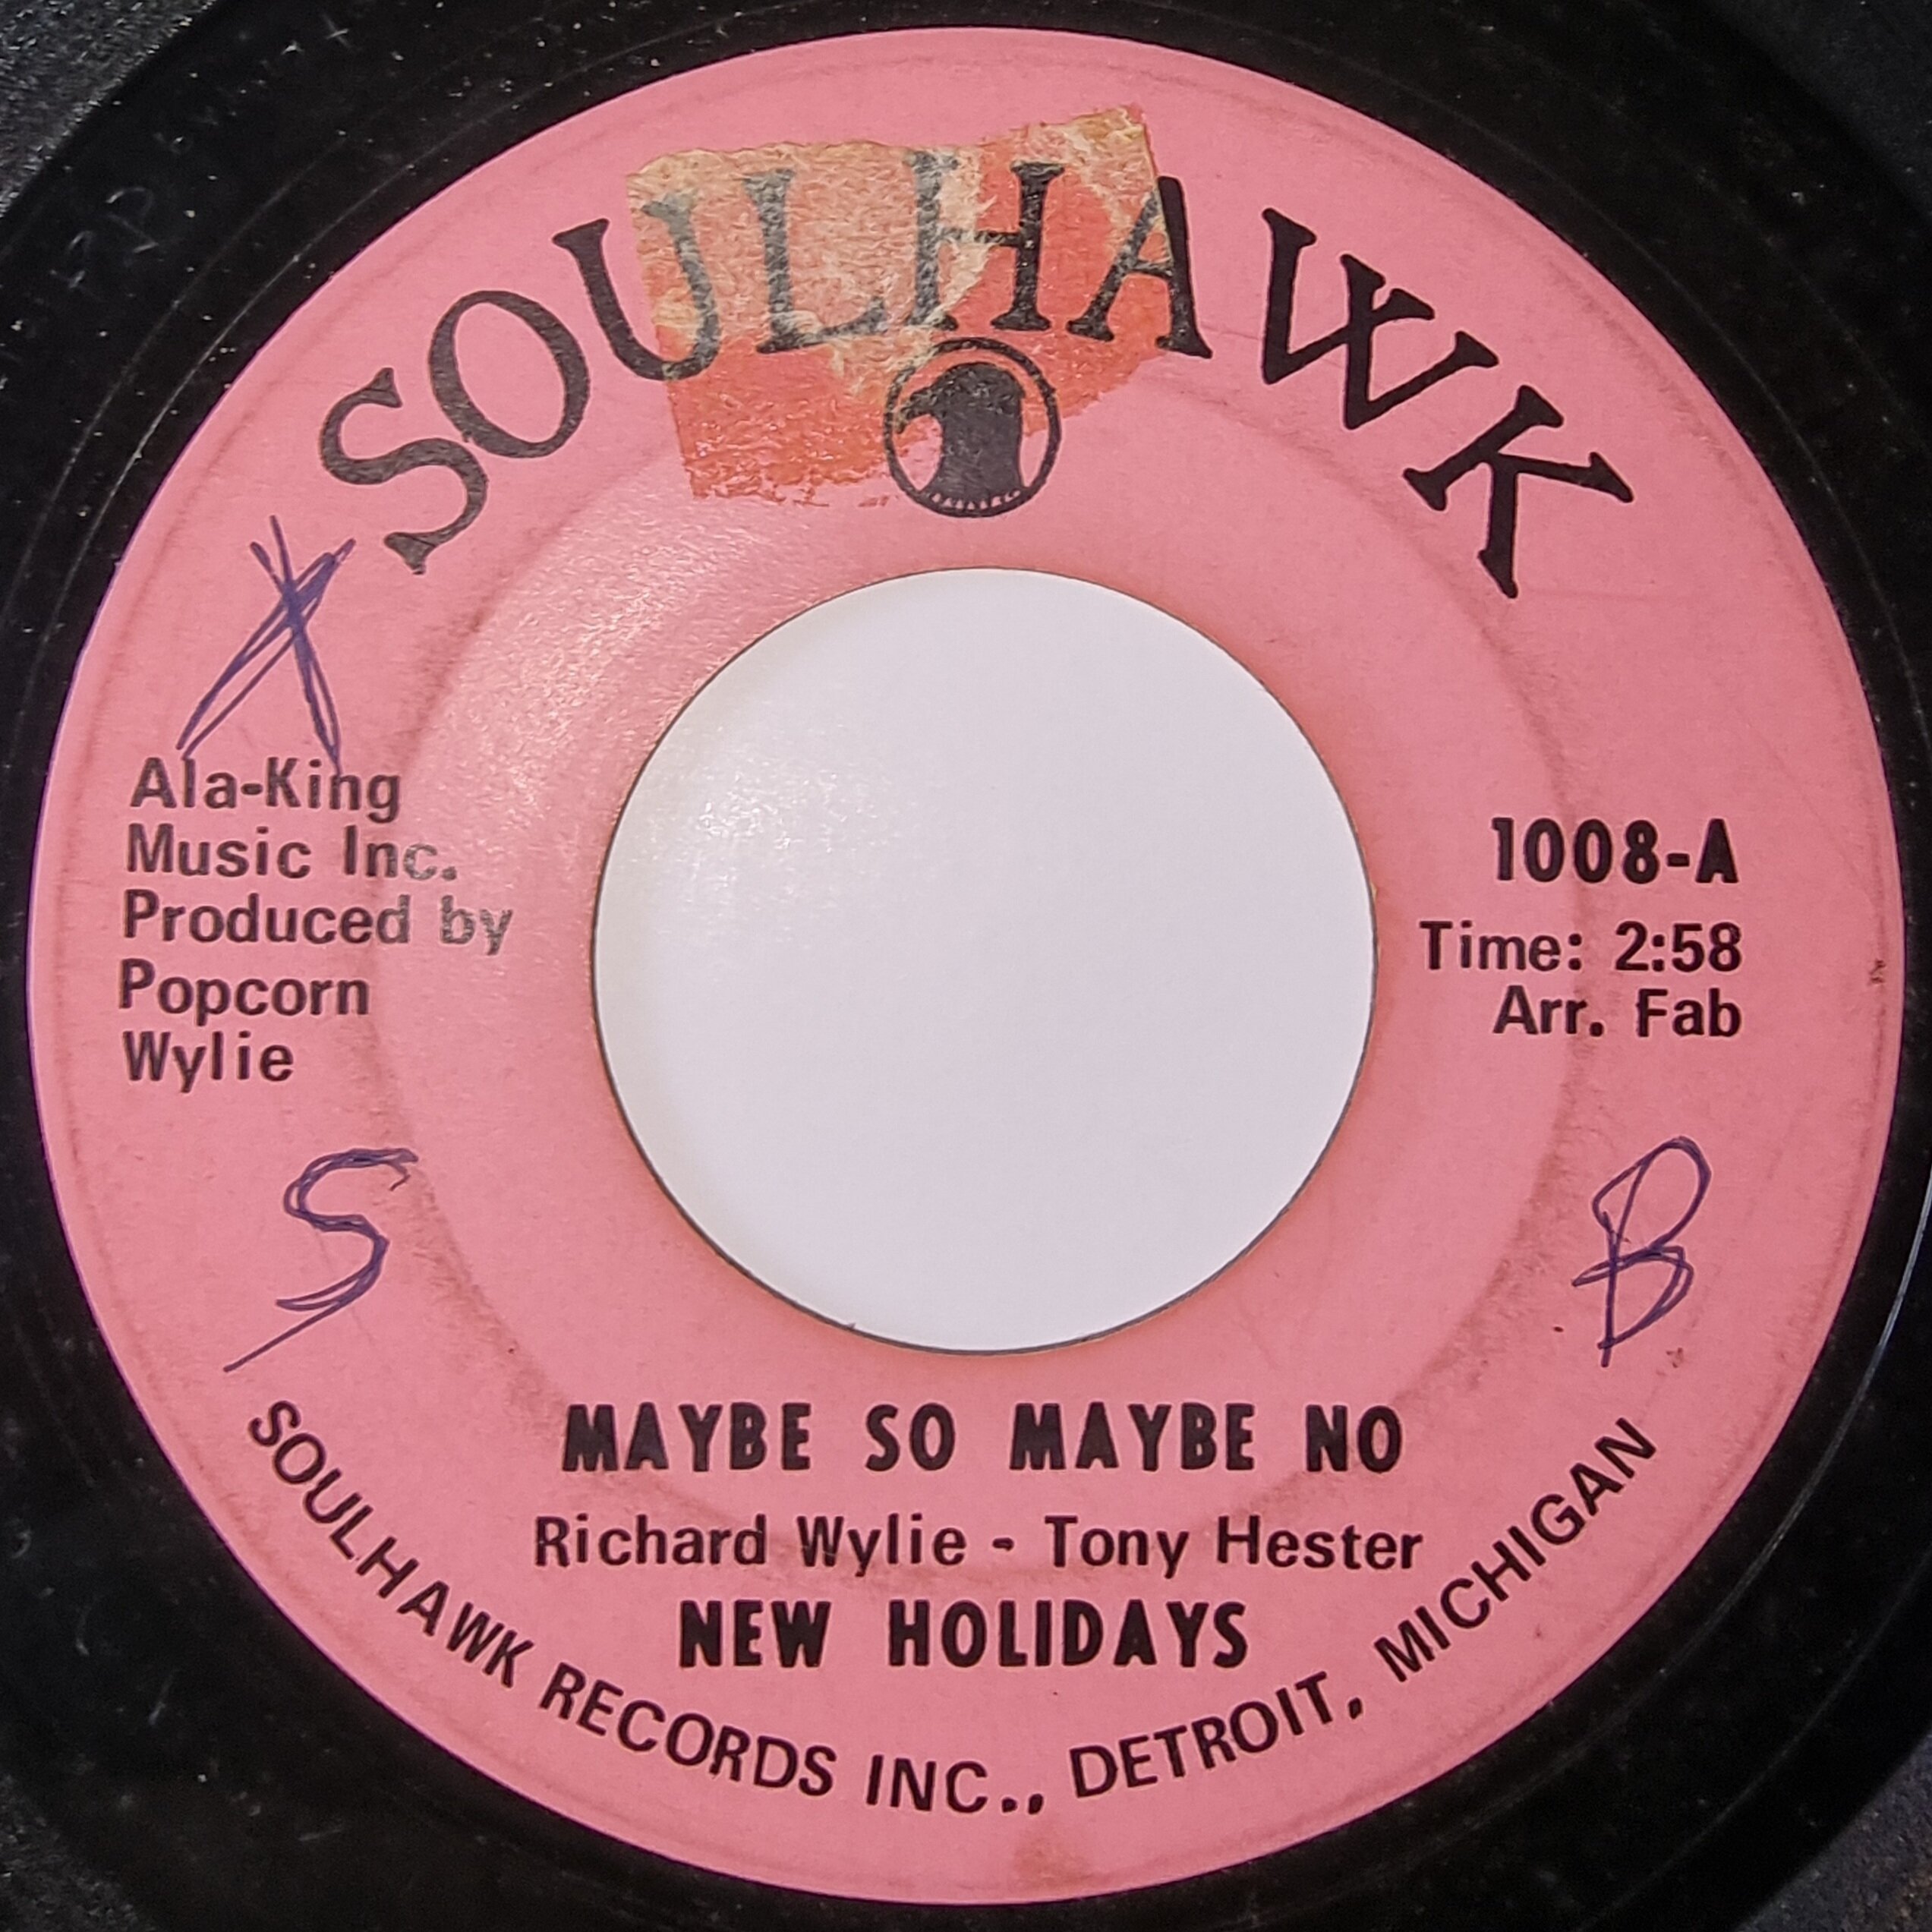 SOULHAWK
X
Ala-King
Music Inc.
Produced by
Popcorn
Wylie
1008-A
Time: 2:58
Arr. Fab
S
B
MAYBE SO MAYBE NO
Richard Wylie - Tony Hester
NEW HOLIDAYS
SOULHAWK RECORDS INC., DETROIT, MICHIGAN